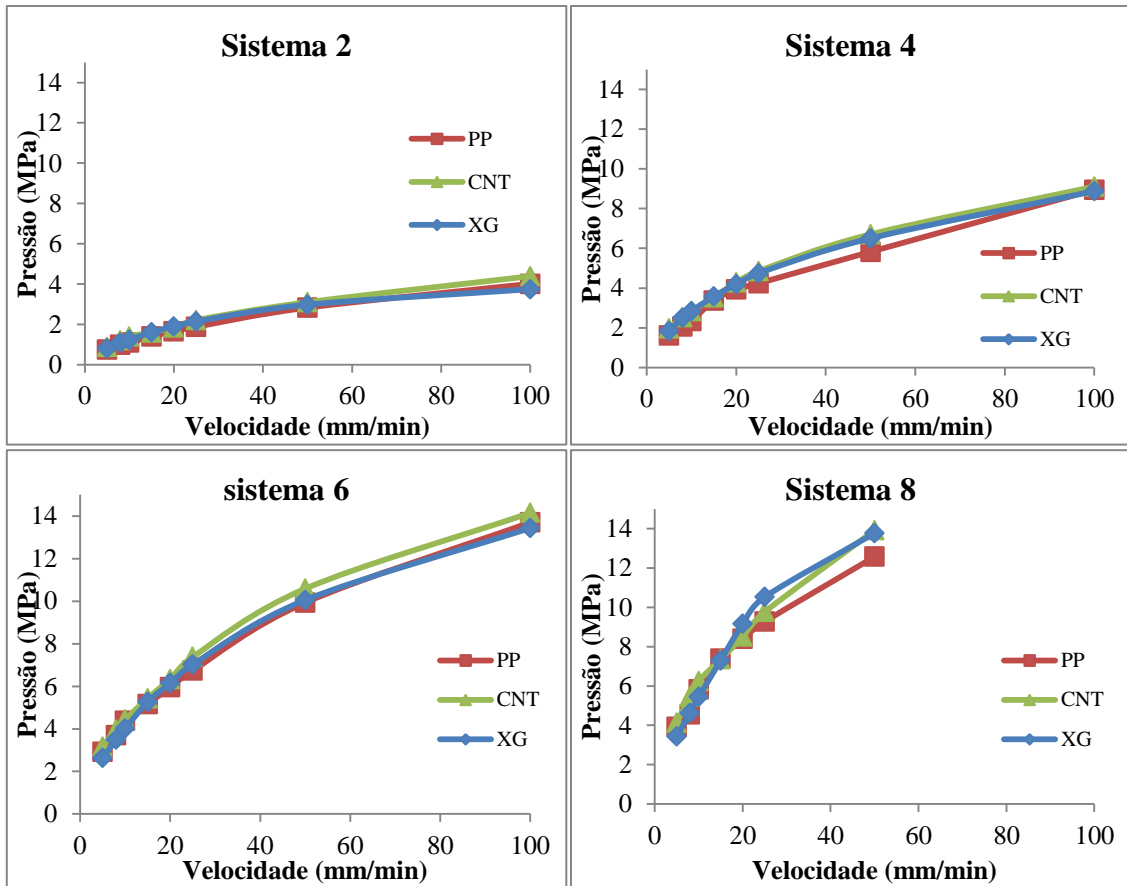 Sistema 2
Pressão (MPa)
14
12
10
8
6
4
2
0
0 20 40 60 80 100
Velocidade (mm/min)
PP
CNT
XG
Sistema 4
Pressão (MPa)
14
12
10
8
6
4
2
0
0 20 40 60 80 100
Velocidade (mm/min)
PP
CNT
XG
sistema 6
Pressão (MPa)
14
12
10
8
6
4
2
0
0 20 40 60 80 100
Velocidade (mm/min)
PP
CNT
XG
Sistema 8
Pressão (MPa)
14
12
10
8
6
4
2
0
0 20 40 60 80 100
Velocidade (mm/min)
PP
CNT
XG